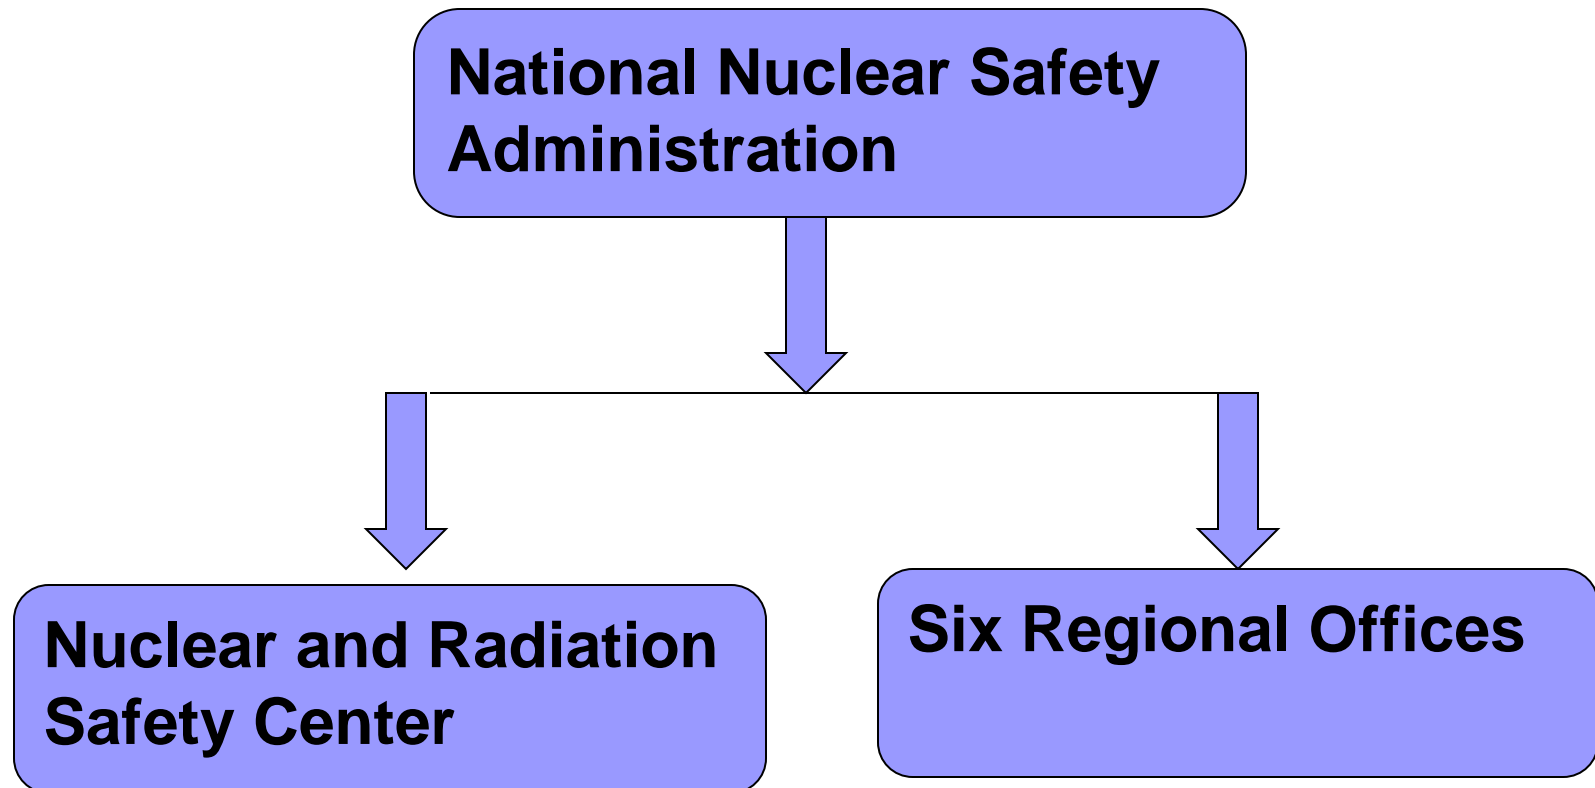 National Nuclear Safety
Administration
Nuclear and Radiation
Safety Center
Six Regional Offices